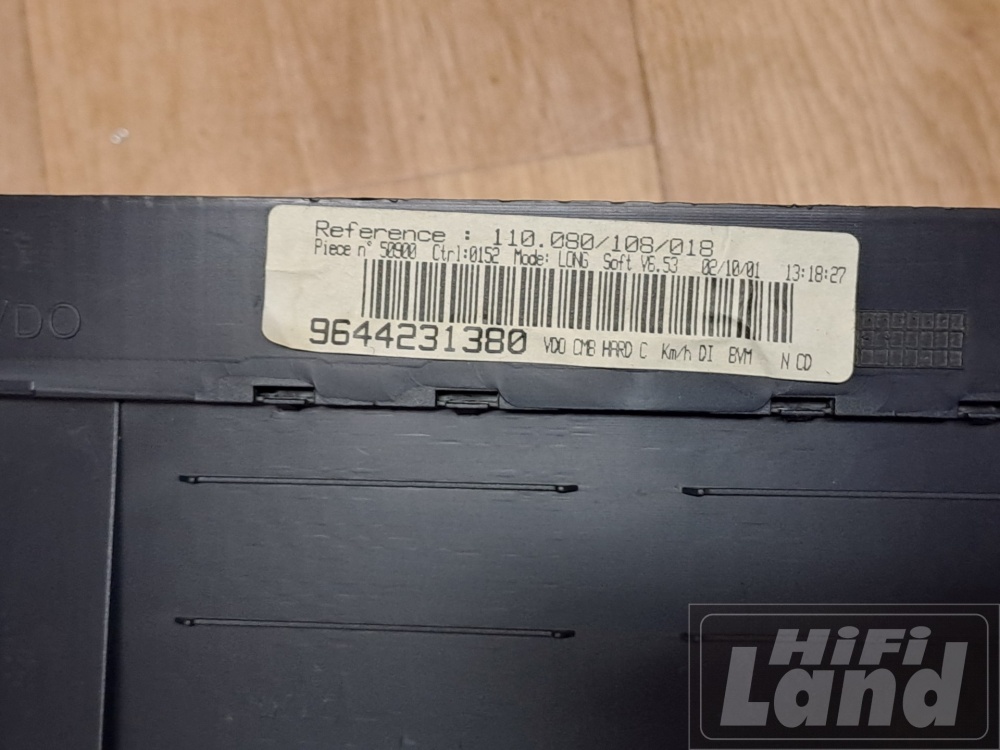 Reference : 110.080/108/018
Piece n° 50900 Ctrl:0152 Mode: LONG Soft V6.53 02/10/01 13:18:27
9644231380 VDO CMB HARD C Km/h DI BVM N CD
VDO
HiFi
Land